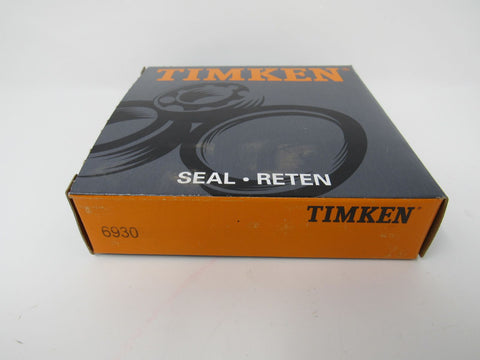 TIMKEN
SEAL • RETEN
TIMKEN
6930